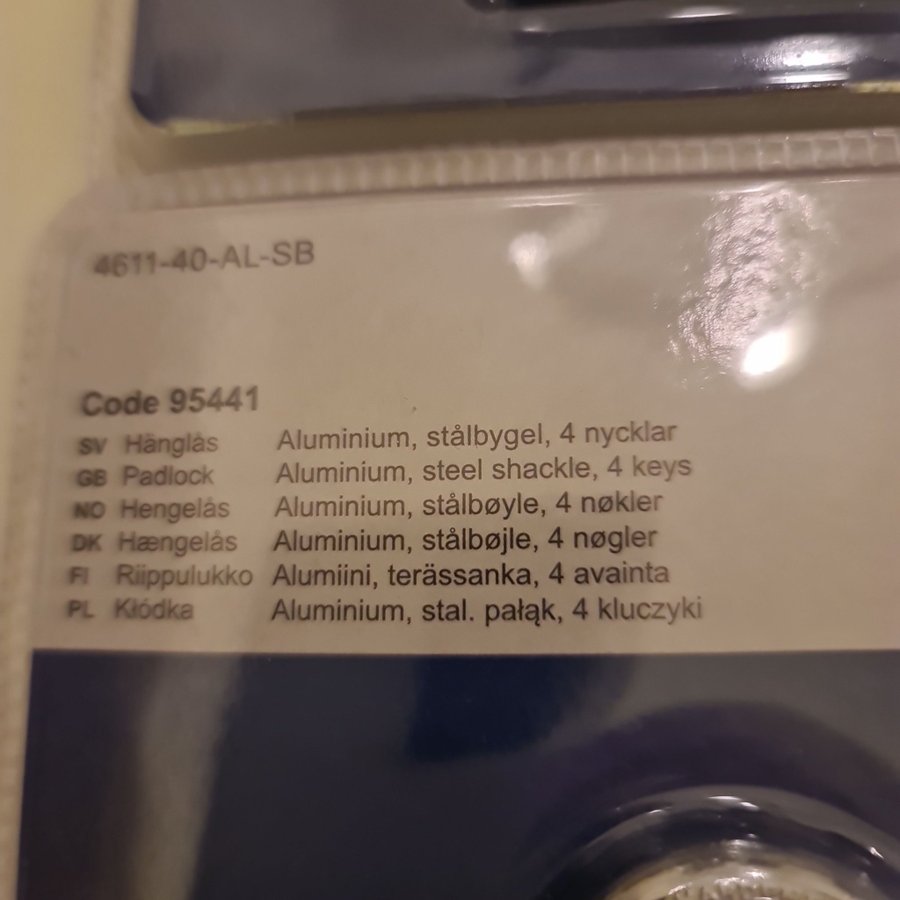 4611-40-AL-SB
Code 95441
SV Hänglås Aluminium, stålbygel, 4 nycklar
GB Padlock Aluminium, steel shackle, 4 keys
NO Hengelås Aluminium, stålbøyle, 4 nøkler
DK Hængelås Aluminium, stålbøjle, 4 nøgler
FI Riippulukko Alumiini, terässanka, 4 avainta
PL Kłódka Aluminium, stal. pałąk, 4 kluczyki